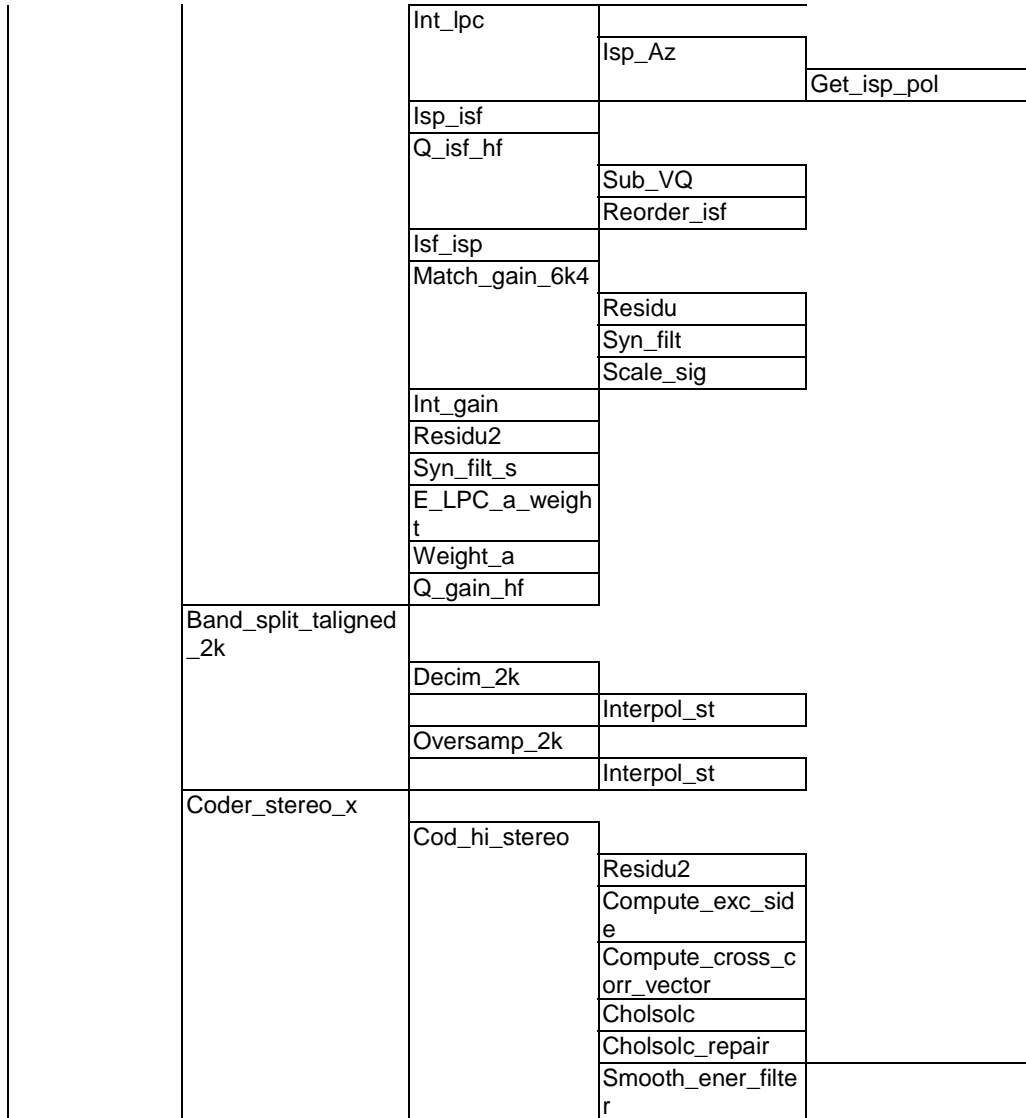 Int_lpc
Isp_Az
Get_isp_pol
Isp_isf
Q_isf_hf
Sub_VQ
Reorder_isf
Isf_isp
Match_gain_6k4
Residu
Syn_filt
Scale_sig
Int_gain
Residu2
Syn_filt_s
E_LPC_a_weigh
t
Weight_a
Q_gain_hf
Band_split_taligned
_2k
Decim_2k
Interpol_st
Oversamp_2k
Interpol_st
Coder_stereo_x
Cod_hi_stereo
Residu2
Compute_exc_sid
e
Compute_cross_c
orr_vector
Cholsolc
Cholsolc_repair
Smooth_ener_filte
r